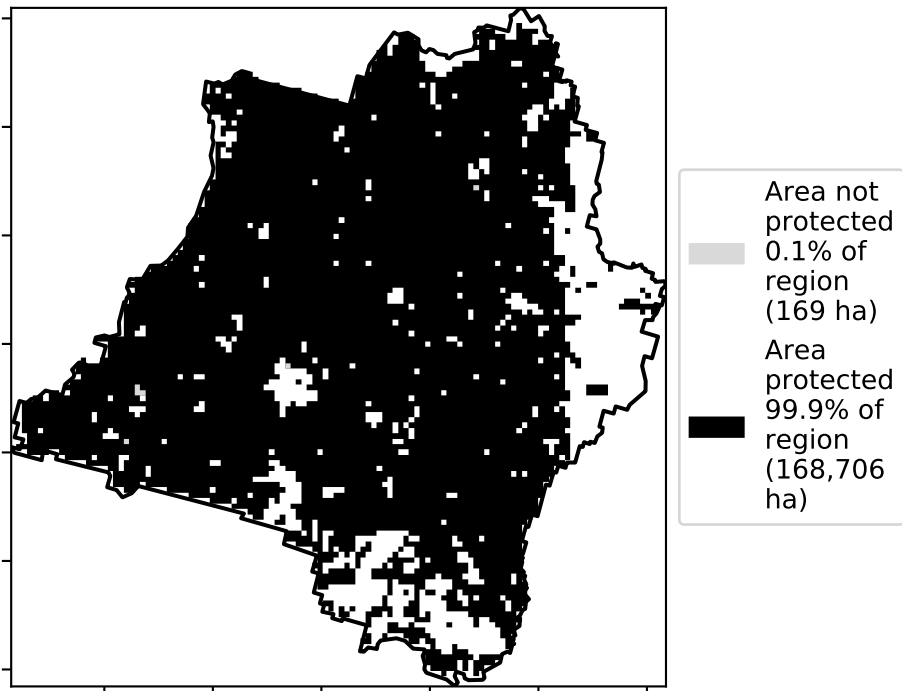 Area not
protected
0.1% of
region
(169 ha)
Area
protected
99.9% of
region
(168,706
ha)